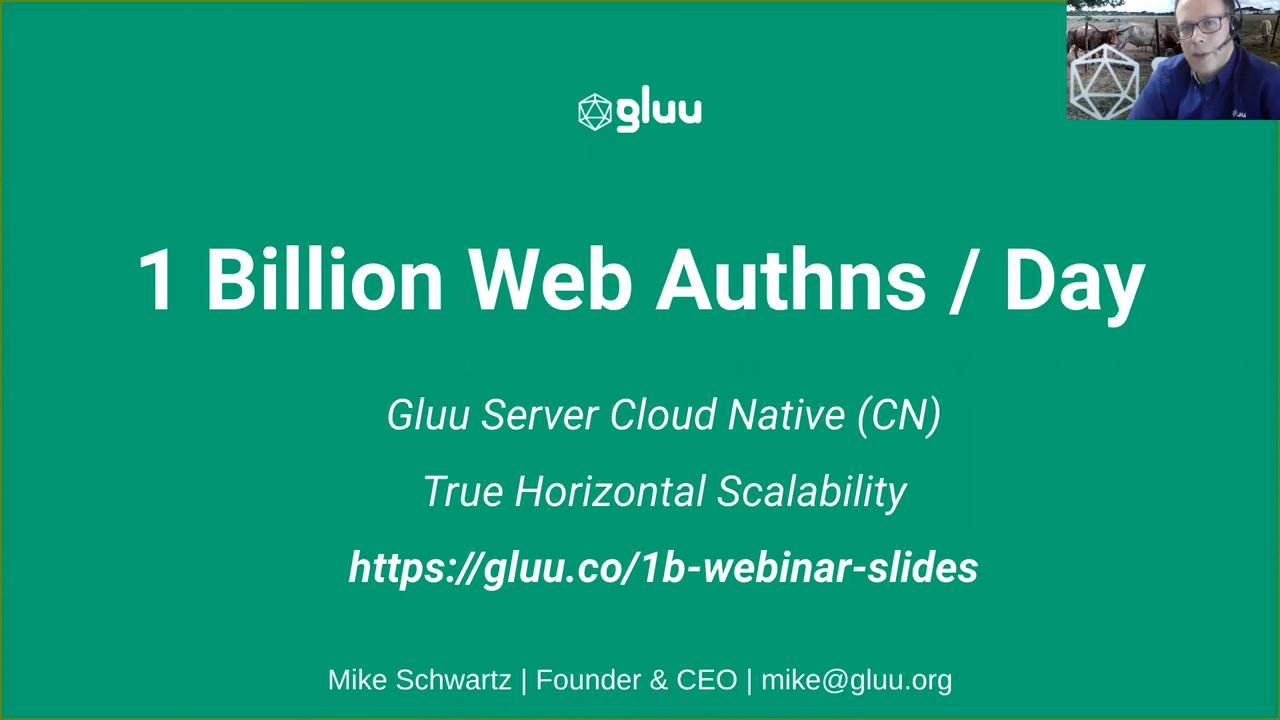 gluu
1 Billion Web Authns / Day
Gluu Server Cloud Native (CN)
True Horizontal Scalability
https://gluu.co/1b-webinar-slides
Mike Schwartz | Founder & CEO | mike@gluu.org